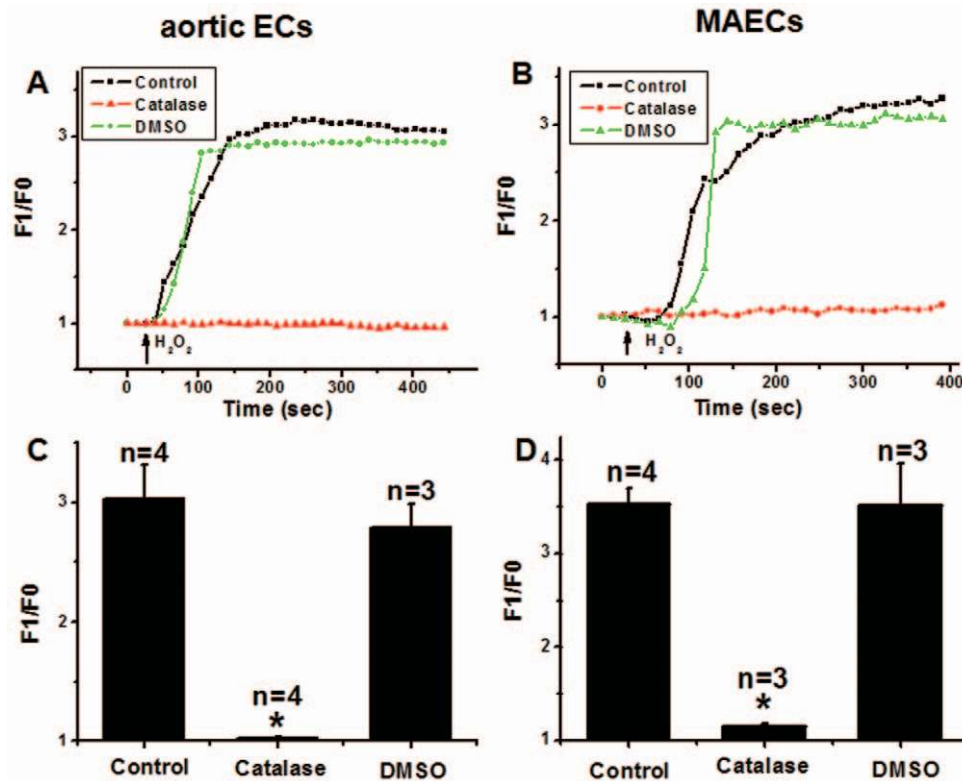 aortic ECs
MAECs
A
Control
Catalase
DMSO
3
2
1
F1/F0
H2O2
0 100 200 300 400
Time (sec)
B
Control
Catalase
DMSO
3
2
1
F1/F0
H2O2
0 100 200 300 400
Time (sec)
C
n=4
n=4
*
n=3
3
2
1
F1/F0
Control Catalase DMSO
D
n=4
n=3
*
n=3
4
3
2
1
F1/F0
Control Catalase DMSO